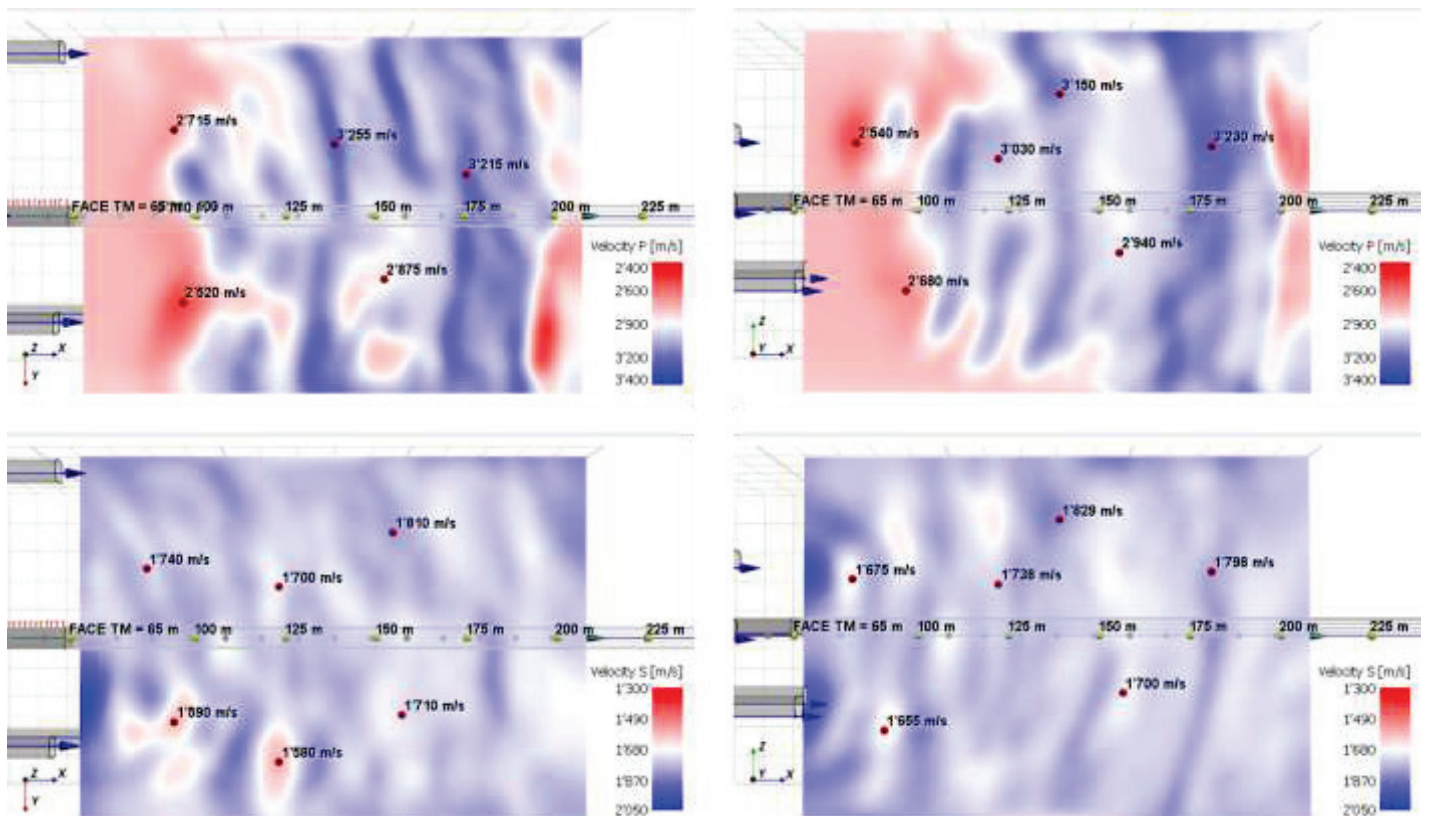 2'715 m/s
3'255 m/s
3'215 m/s
FACE TM = 65 m
100 m
125 m
150 m
175 m
200 m
225 m
2'875 m/s
2'620 m/s
Velocity P [m/s]
2'400
2'600
2'900
3'200
3'400
Z
X
Y
3'150 m/s
2'540 m/s
3'030 m/s
3'230 m/s
FACE TM = 65 m
100 m
125 m
150 m
175 m
200 m
225 m
2'940 m/s
2'680 m/s
Velocity P [m/s]
2'400
2'600
2'900
3'200
3'400
Z
Y
X
1'810 m/s
1'740 m/s
1'700 m/s
FACE TM = 65 m
100 m
125 m
150 m
175 m
200 m
225 m
1'710 m/s
1'580 m/s
Velocity S [m/s]
1'300
1'490
1'680
1'870
2'050
Z
X
Y
1'829 m/s
1'675 m/s
1'738 m/s
1'798 m/s
FACE TM = 65 m
100 m
125 m
150 m
175 m
200 m
225 m
1'700 m/s
1'655 m/s
Velocity S [m/s]
1'300
1'490
1'680
1'870
2'050
Z
Y
X